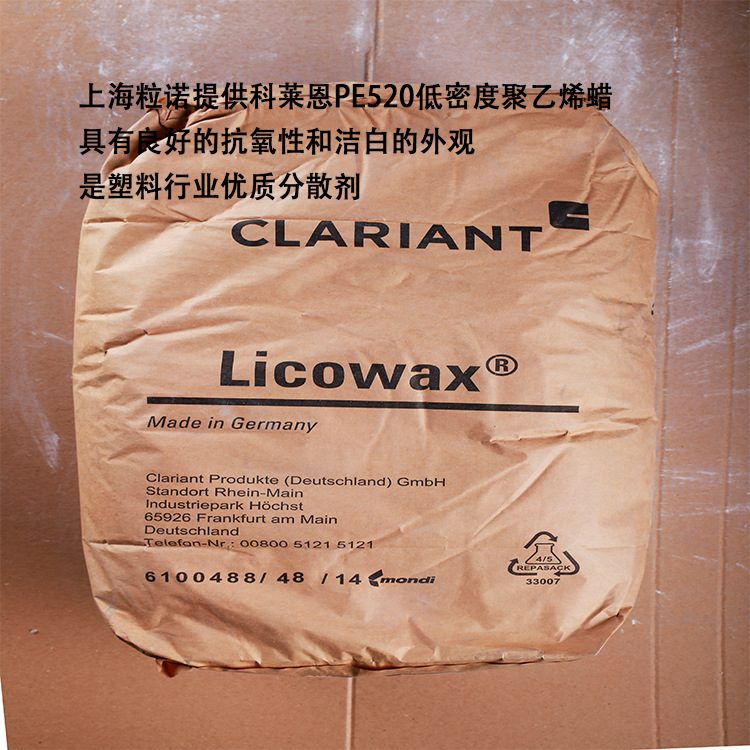 上海粒诺提供科莱恩PE520低密度聚乙烯蜡
具有良好的抗氧性和洁白的外观
是塑料行业优质分散剂
CLARIANT
Licowax®
Made in Germany
Clariant Produkte (Deutschland) GmbH
Standort Rhein-Main
Industriepark Höchst
65926 Frankfurt am Main
Deutschland
Telefon-Nr.: 00800 5121 5121
6100488/ 48 /14 mondi
4/5
REPASACK
33007